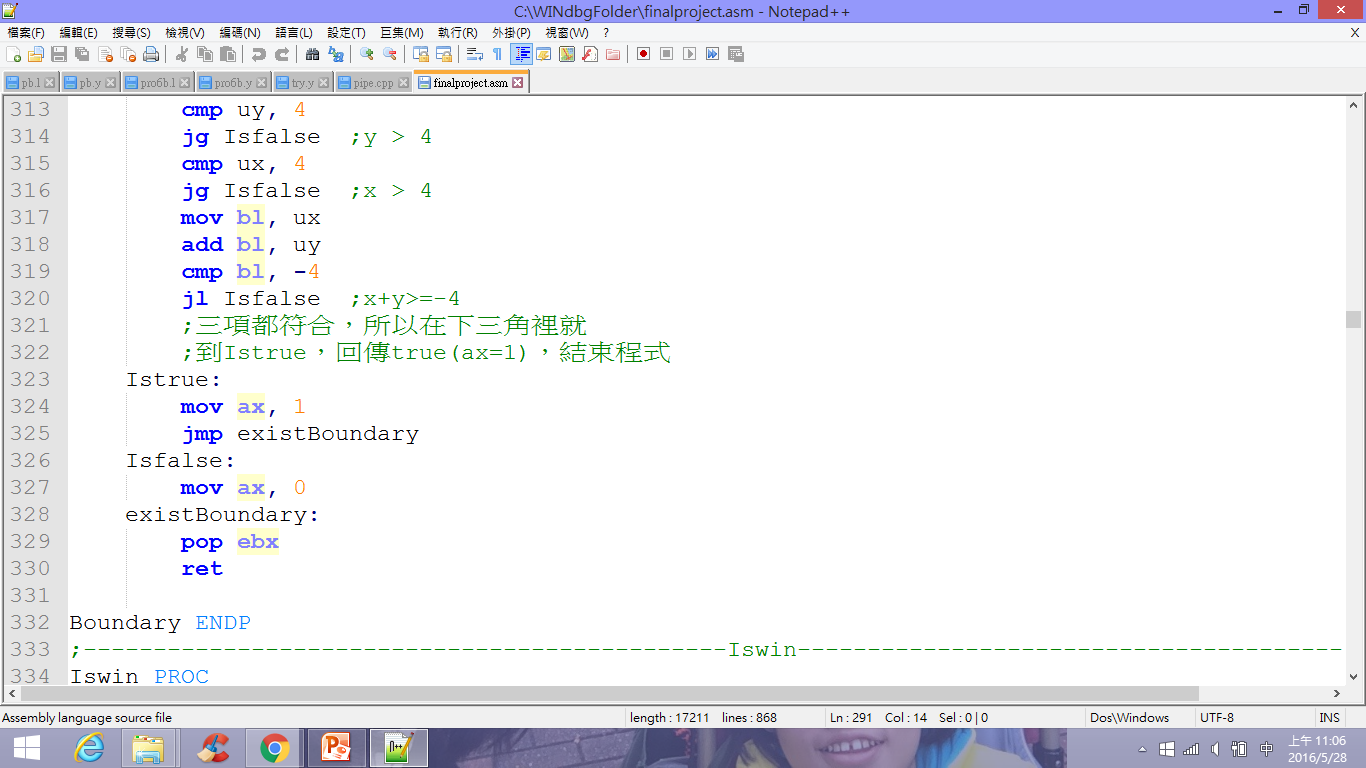 C:\WINdbgFolder\finalproject.asm - Notepad++
檔案(F) 編輯(E) 搜尋(S) 檢視(V) 編碼(N) 語言(L) 設定(T) 巨集(M) 執行(R) 外掛(P) 視窗(W) ? X
pb.l pb.y pro6b.l pro6b.y try.y pipe.cpp finalproject.asm
313 cmp uy, 4
314 jg Isfalse ;y > 4
315 cmp ux, 4
316 jg Isfalse ;x > 4
317 mov bl, ux
318 add bl, uy
319 cmp bl, -4
320 jl Isfalse ;x+y>=-4
321 ;三項都符合，所以在下三角裡就
322 ;到Istrue，回傳true(ax=1)，結束程式
323 Istrue:
324 mov ax, 1
325 jmp existBoundary
326 Isfalse:
327 mov ax, 0
328 existBoundary:
329 pop ebx
330 ret
331
332 Boundary ENDP
333 ;----------------------------------------------Iswin---------------------------------------
334 Iswin PROC
Assembly language source file length : 17211 lines : 868 Ln : 291 Col : 14 Sel : 0 | 0 Dos\Windows UTF-8 INS
中 上午 11:06
2016/5/28